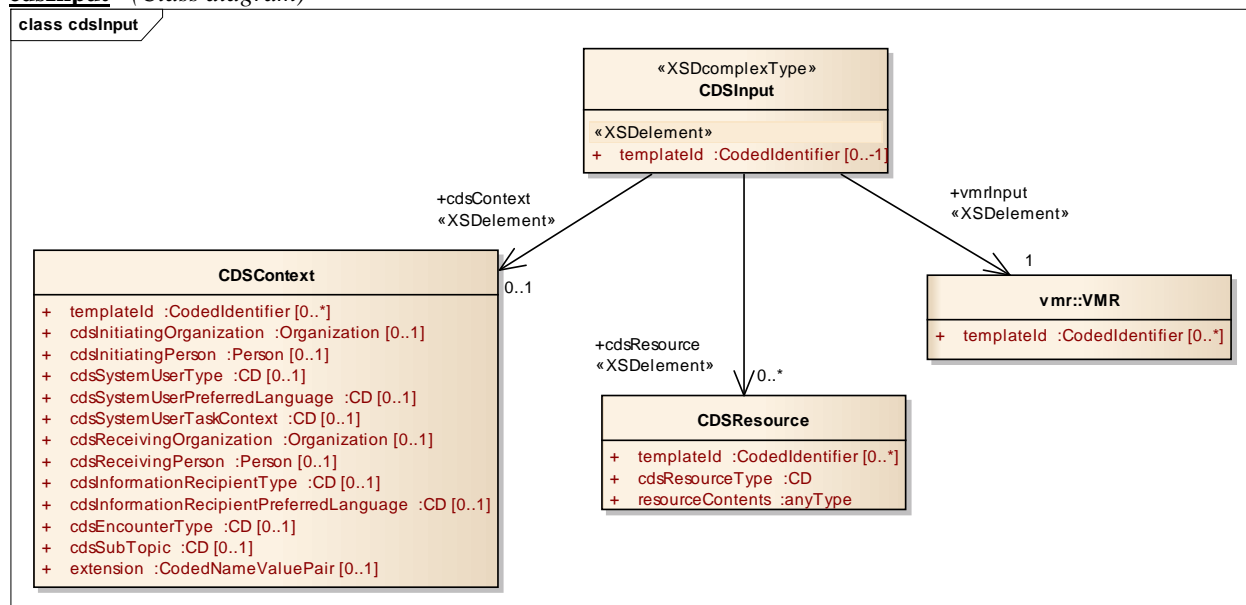 cdsInput   (Class diagram)
class cdsInput
«XSDcomplexType»
CDSInput
«XSDelement»
+ templateId :CodedIdentifier [0..-1]
+cdsContext
«XSDelement»
0..1
+vmrInput
«XSDelement»
1
+cdsResource
«XSDelement»
0..*
CDSContext
+ templateId :CodedIdentifier [0..*]
+ cdsInitiatingOrganization :Organization [0..1]
+ cdsInitiatingPerson :Person [0..1]
+ cdsSystemUserType :CD [0..1]
+ cdsSystemUserPreferredLanguage :CD [0..1]
+ cdsSystemUserTaskContext :CD [0..1]
+ cdsReceivingOrganization :Organization [0..1]
+ cdsReceivingPerson :Person [0..1]
+ cdsInformationRecipientType :CD [0..1]
+ cdsInformationRecipientPreferredLanguage :CD [0..1]
+ cdsEncounterType :CD [0..1]
+ cdsSubTopic :CD [0..1]
+ extension :CodedNameValuePair [0..1]
CDSResource
+ templateId :CodedIdentifier [0..*]
+ cdsResourceType :CD
+ resourceContents :anyType
vmr::VMR
+ templateId :CodedIdentifier [0..*]